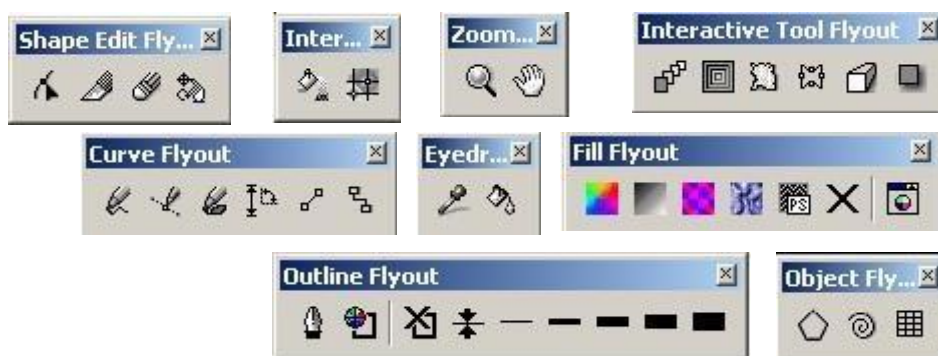 Shape Edit Fly...
Inter...
Zoom...
Interactive Tool Flyout
Curve Flyout
Eyedr...
Fill Flyout
PS
Outline Flyout
Object Fly...